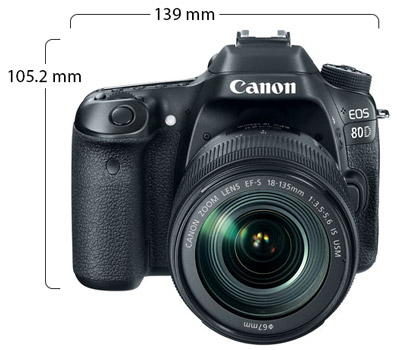 139 mm
105.2 mm
Canon
EOS
80D
CANON ZOOM LENS EF-S 18-135mm 1:3.5-5.6 IS USM
Φ67mm